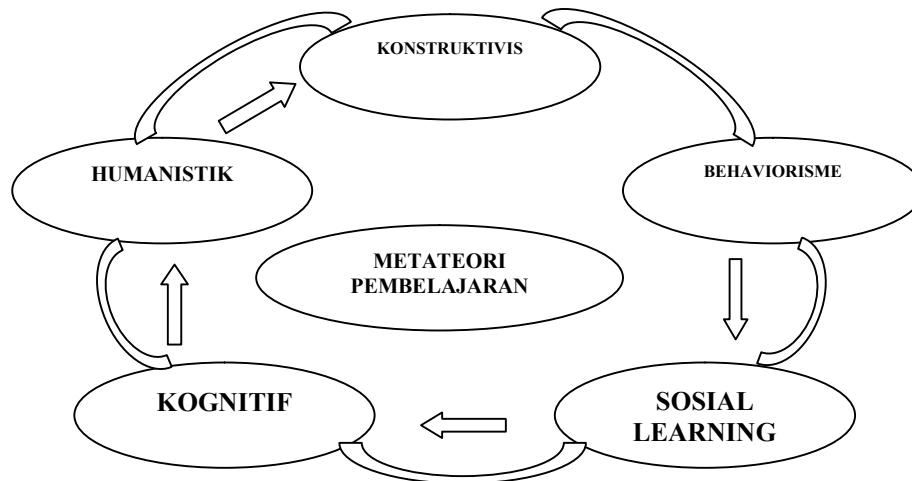 KONSTRUKTIVIS
HUMANISTIK
BEHAVIORISME
METATEORI
PEMBELAJARAN
KOGNITIF
SOSIAL
LEARNING